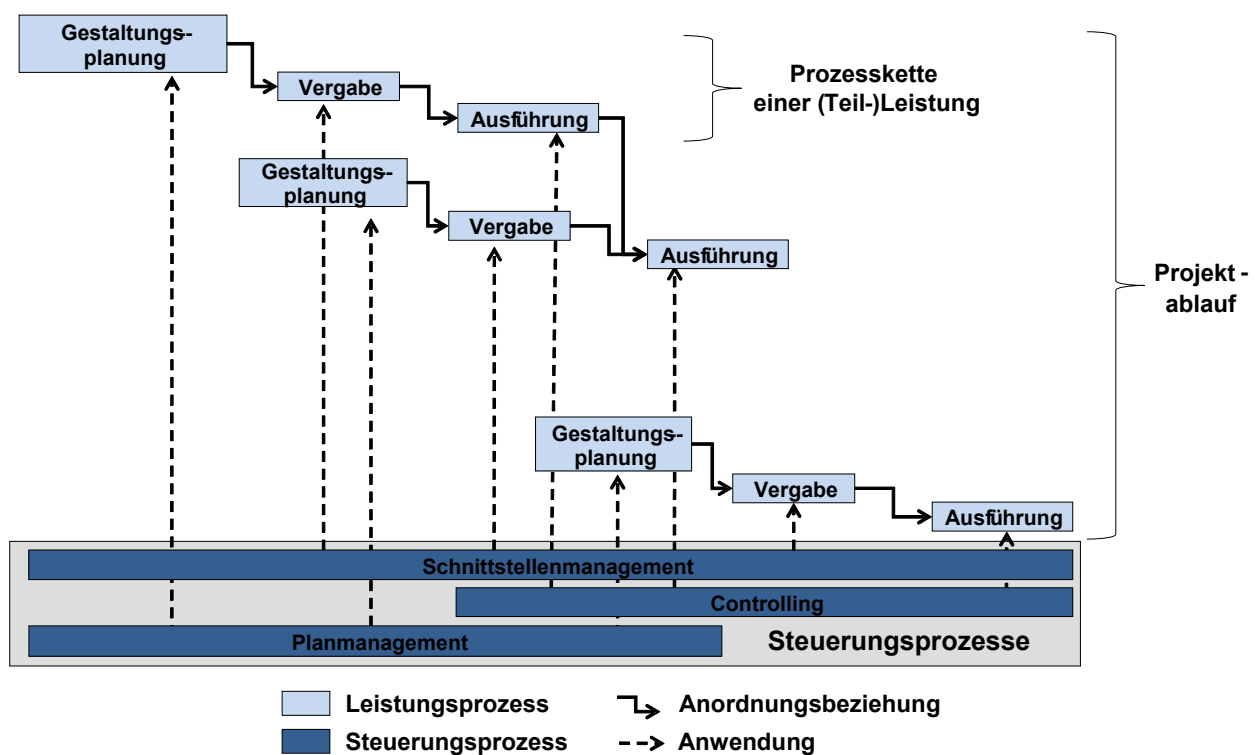 Gestaltungs--
planung
Vergabe
Ausführung
Prozesskette
einer (Teil-)Leistung
Gestaltungs--
planung
Vergabe
Ausführung
Projekt -
ablauf
Gestaltungs--
planung
Vergabe
Ausführung
Schnittstellenmanagement
Controlling
Planmanagement
Steuerungsprozesse
Leistungsprozess
Anordnungsbeziehung
Steuerungsprozess
Anwendung